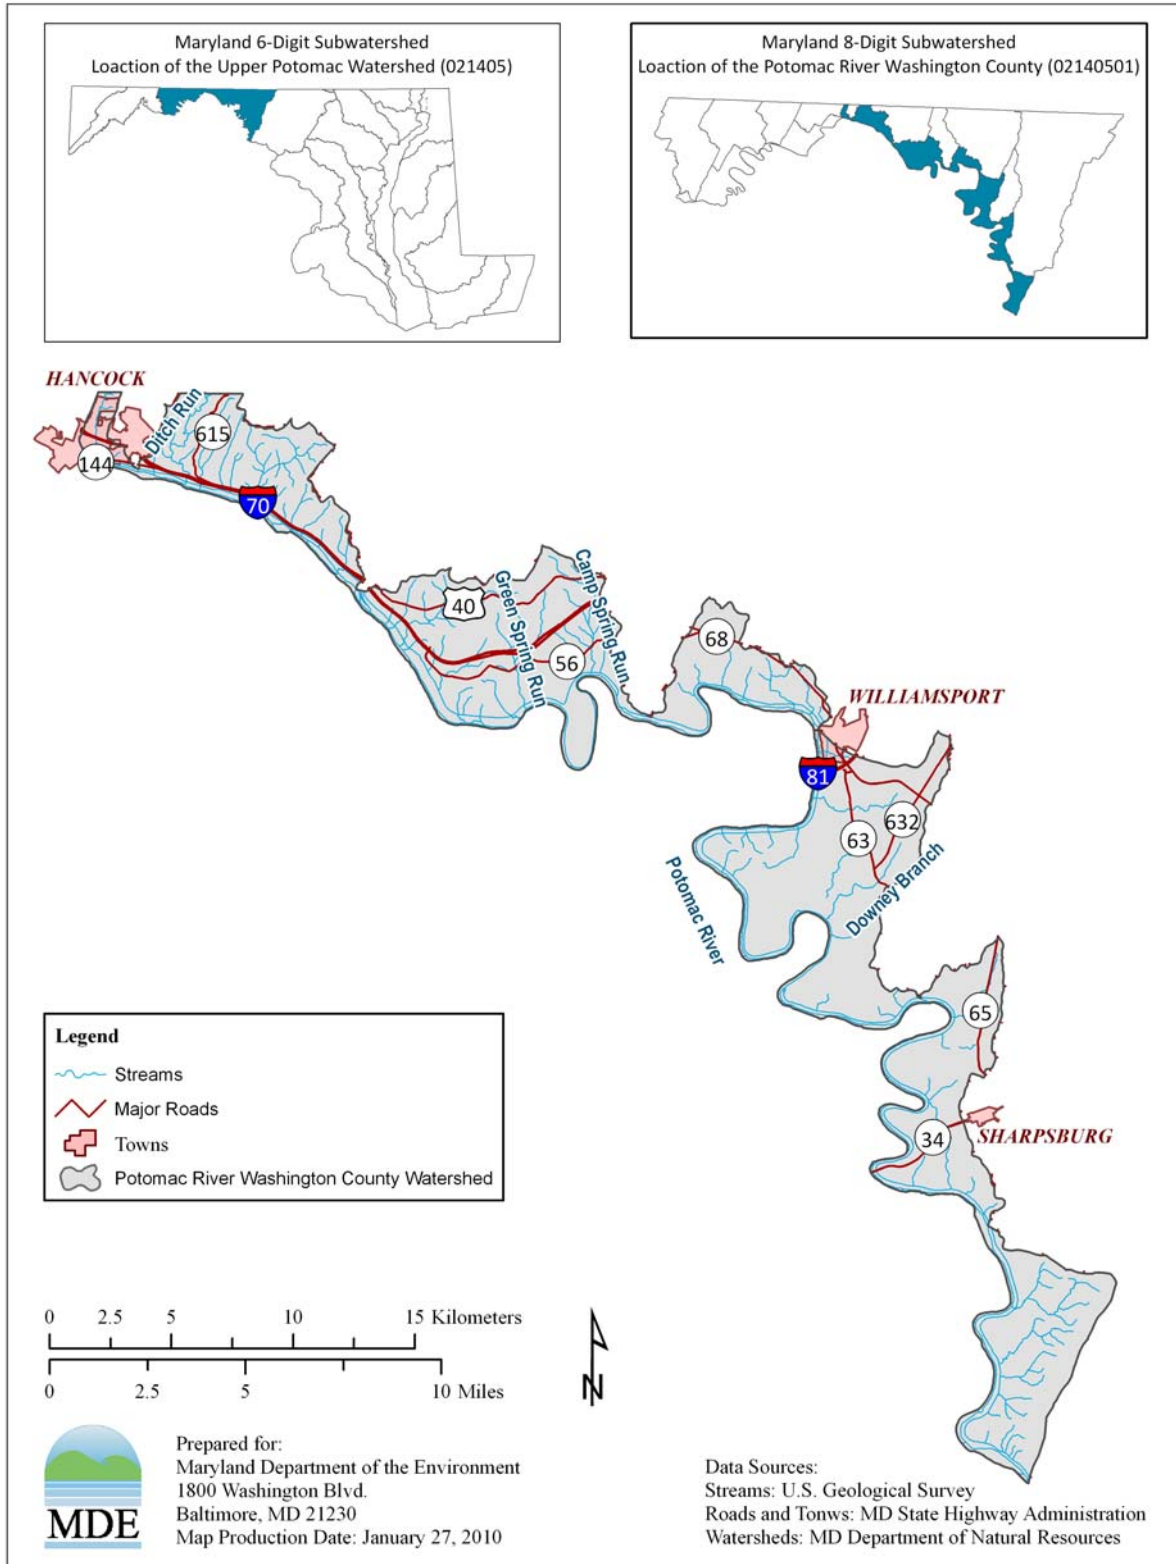 Maryland 6-Digit Subwatershed
Loaction of the Upper Potomac Watershed (021405)
Maryland 8-Digit Subwatershed
Loaction of the Potomac River Washington County (02140501)
HANCOCK
Ditch Run
615
144
70
Camp Spring Run
Green Spring Run
40
56
68
WILLIAMSPORT
81
632
63
Downey Branch
Potomac River
65
34
SHARPSBURG
Legend
Streams
Major Roads
Towns
Potomac River Washington County Watershed
0 2.5 5 10 15 Kilometers
0 2.5 5 10 Miles
N
MDE
Prepared for:
Maryland Department of the Environment
1800 Washington Blvd.
Baltimore, MD 21230
Map Production Date: January 27, 2010
Data Sources:
Streams: U.S. Geological Survey
Roads and Tonws: MD State Highway Administration
Watersheds: MD Department of Natural Resources